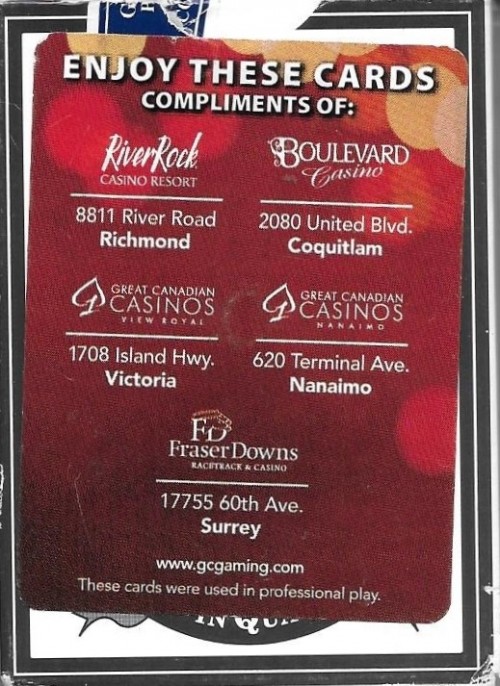 ENJOY THESE CARDS
COMPLIMENTS OF:
RiverRock
CASINO RESORT
8811 River Road
Richmond
BOULEVARD
Casino
2080 United Blvd.
Coquitlam
GREAT CANADIAN
CASINOS
VIEW ROYAL
1708 Island Hwy.
Victoria
GREAT CANADIAN
CASINOS
NANAIMO
620 Terminal Ave.
Nanaimo
FD
FraserDowns
RACETRACK & CASINO
17755 60th Ave.
Surrey
www.gcgaming.com
These cards were used in professional play.